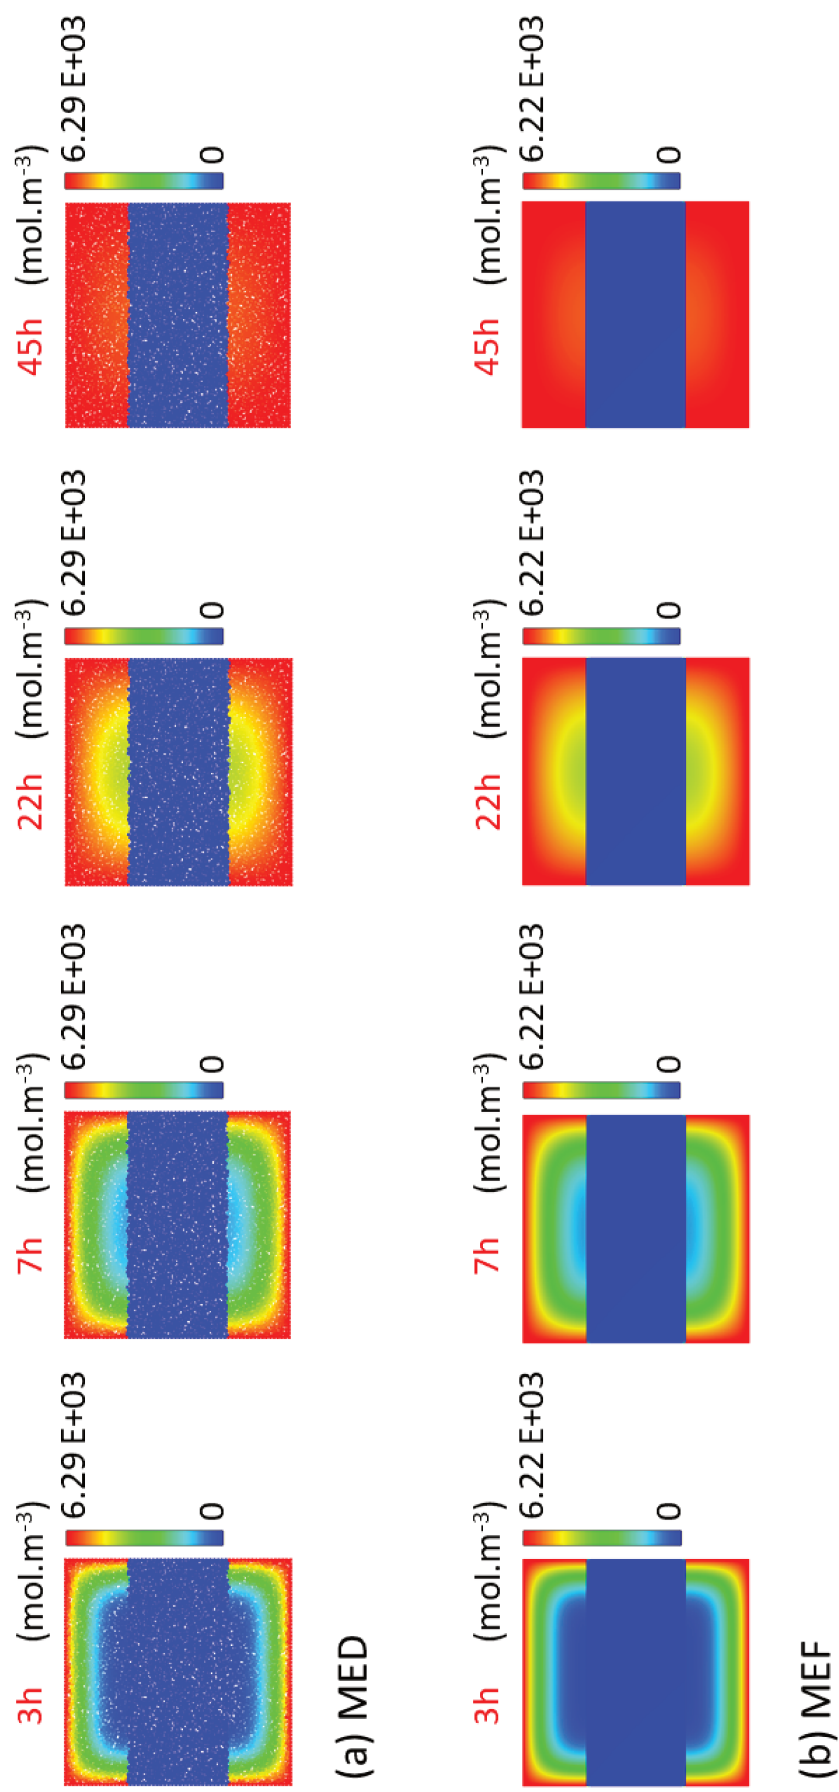 3h (mol.m⁻³)
6.29 E+03
0
7h (mol.m⁻³)
6.29 E+03
0
22h (mol.m⁻³)
6.29 E+03
0
45h (mol.m⁻³)
6.29 E+03
0
(a) MED
3h (mol.m⁻³)
6.22 E+03
0
7h (mol.m⁻³)
6.22 E+03
0
22h (mol.m⁻³)
6.22 E+03
0
45h (mol.m⁻³)
6.22 E+03
0
(b) MEF